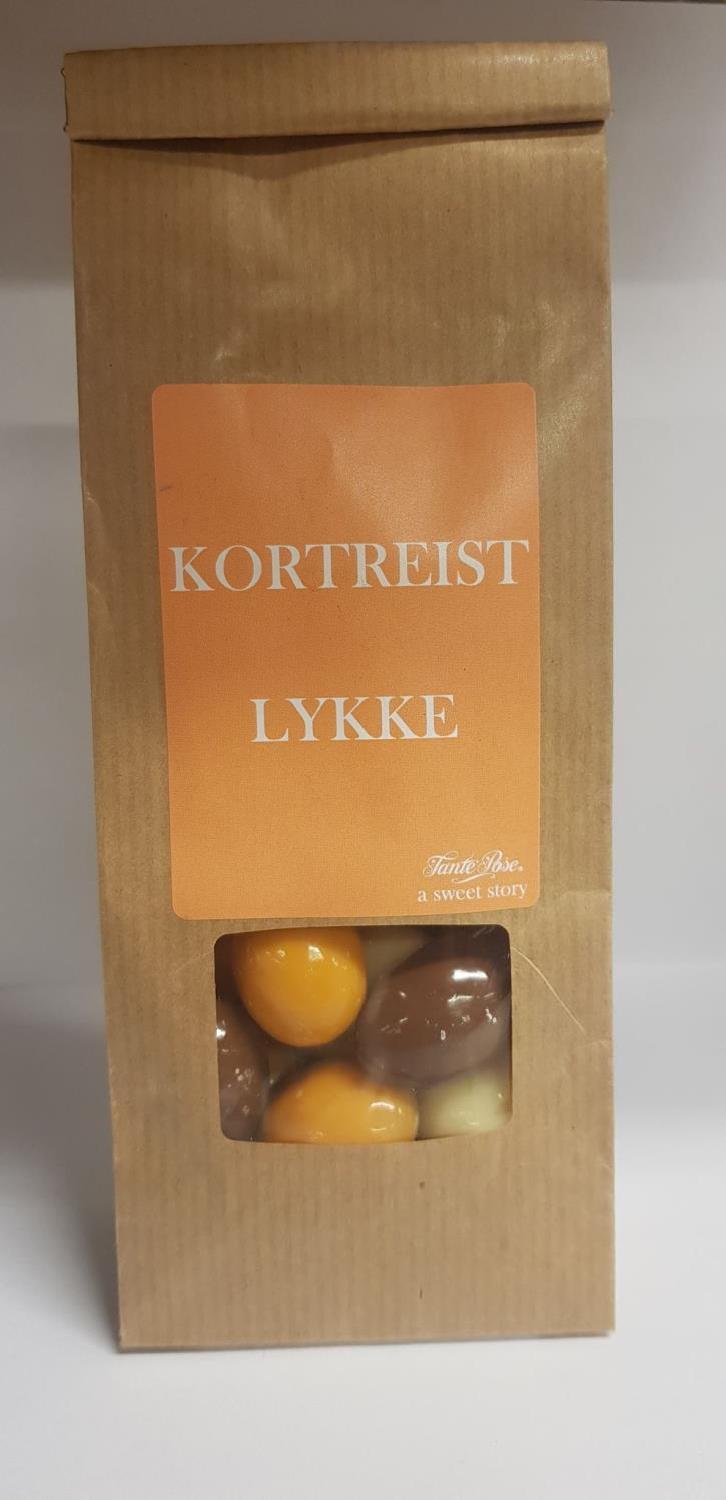 KORTREIST
LYKKE
Tante Pose®
a sweet story